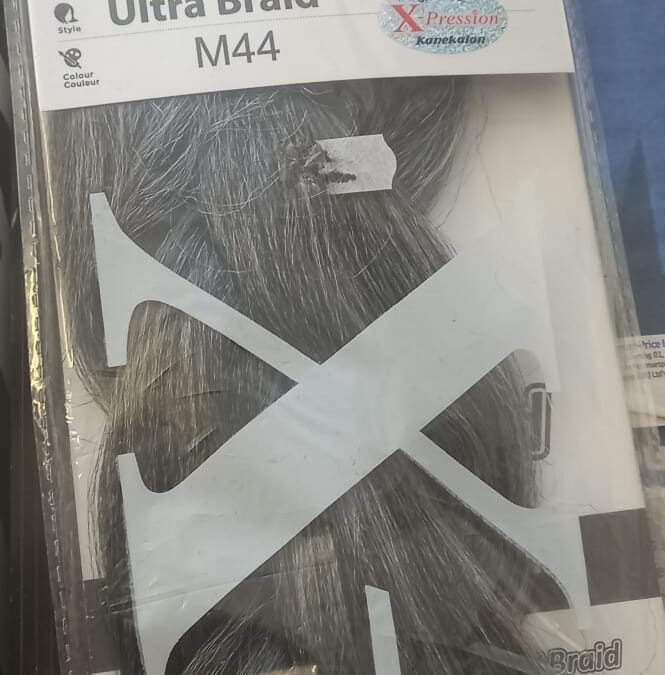 Ultra Braid
Style
M44
X-Pression
Kanekalon
Colour
Couleur
X
Braid